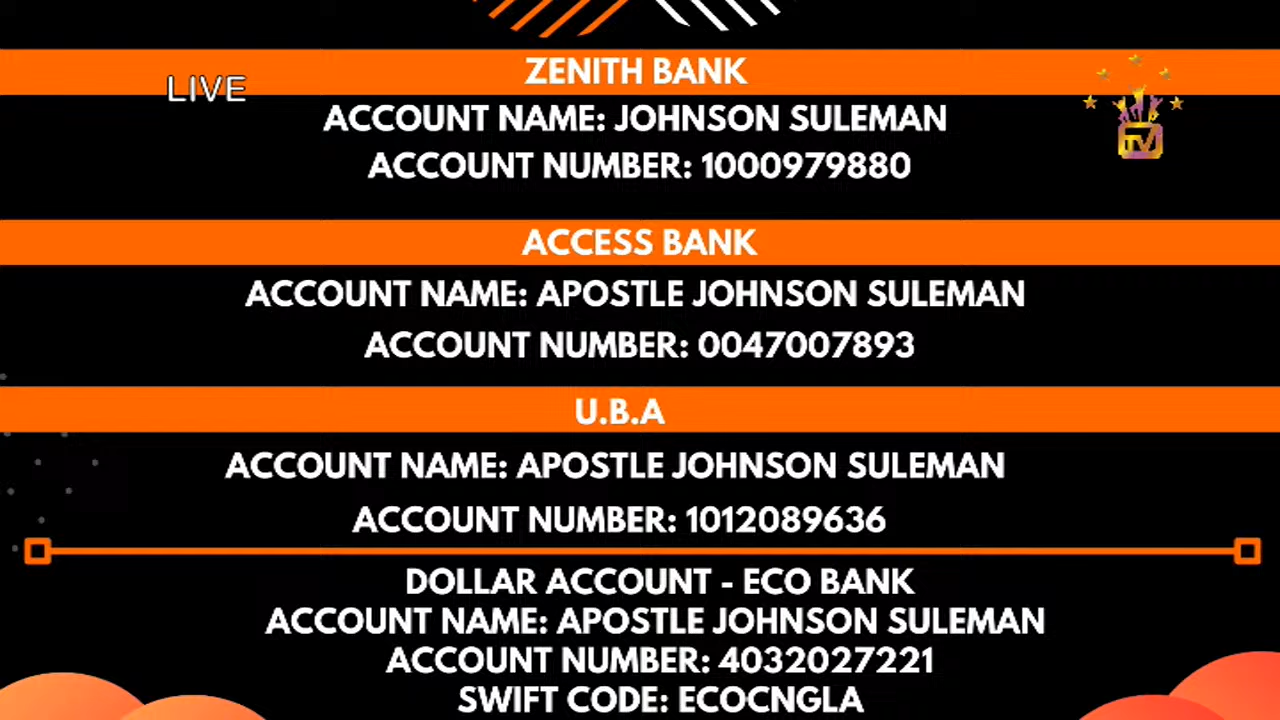 ZENITH BANK
LIVE
ACCOUNT NAME: JOHNSON SULEMAN
TV
ACCOUNT NUMBER: 1000979880
ACCESS BANK
ACCOUNT NAME: APOSTLE JOHNSON SULEMAN
ACCOUNT NUMBER: 0047007893
U.B.A
ACCOUNT NAME: APOSTLE JOHNSON SULEMAN
ACCOUNT NUMBER: 1012089636
DOLLAR ACCOUNT - ECO BANK
ACCOUNT NAME: APOSTLE JOHNSON SULEMAN
ACCOUNT NUMBER: 4032027221
SWIFT CODE: ECOCNGLA